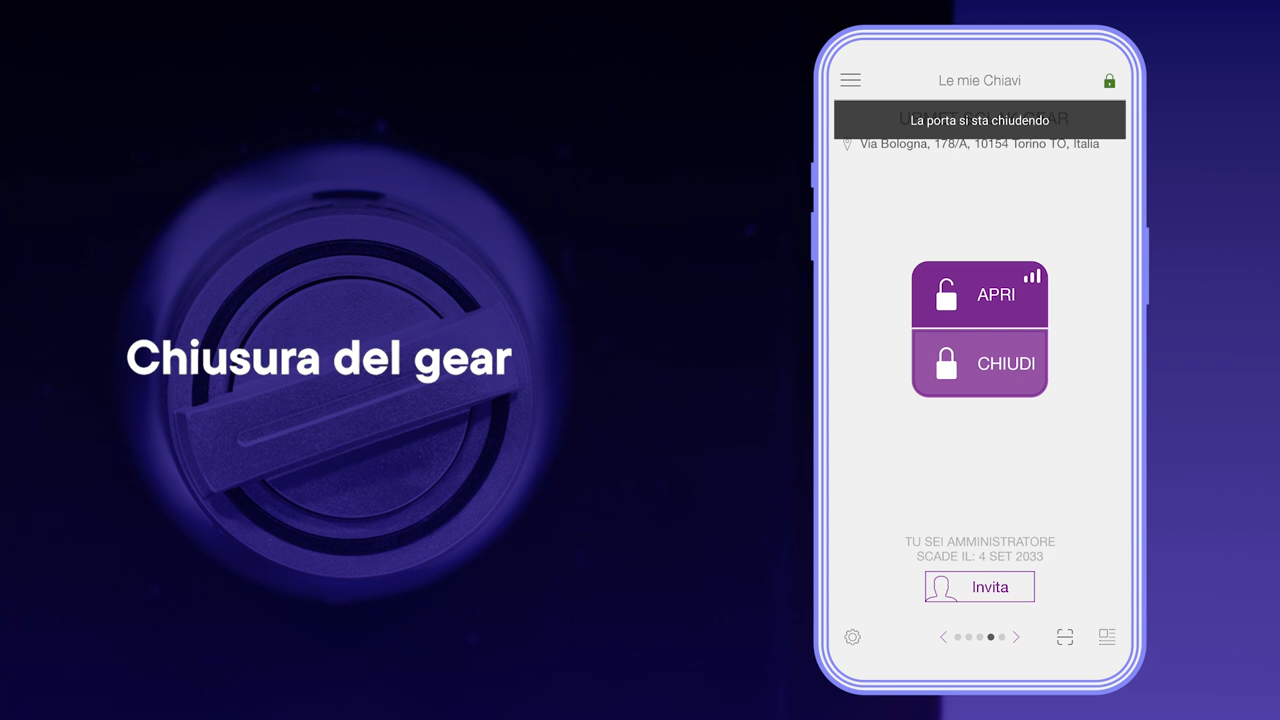 Chiusura del gear
Le mie Chiavi
La porta si sta chiudendo
Via Bologna, 178/A, 10154 Torino TO, Italia
APRI
CHIUDI
TU SEI AMMINISTRATORE
SCADE IL: 4 SET 2033
Invita